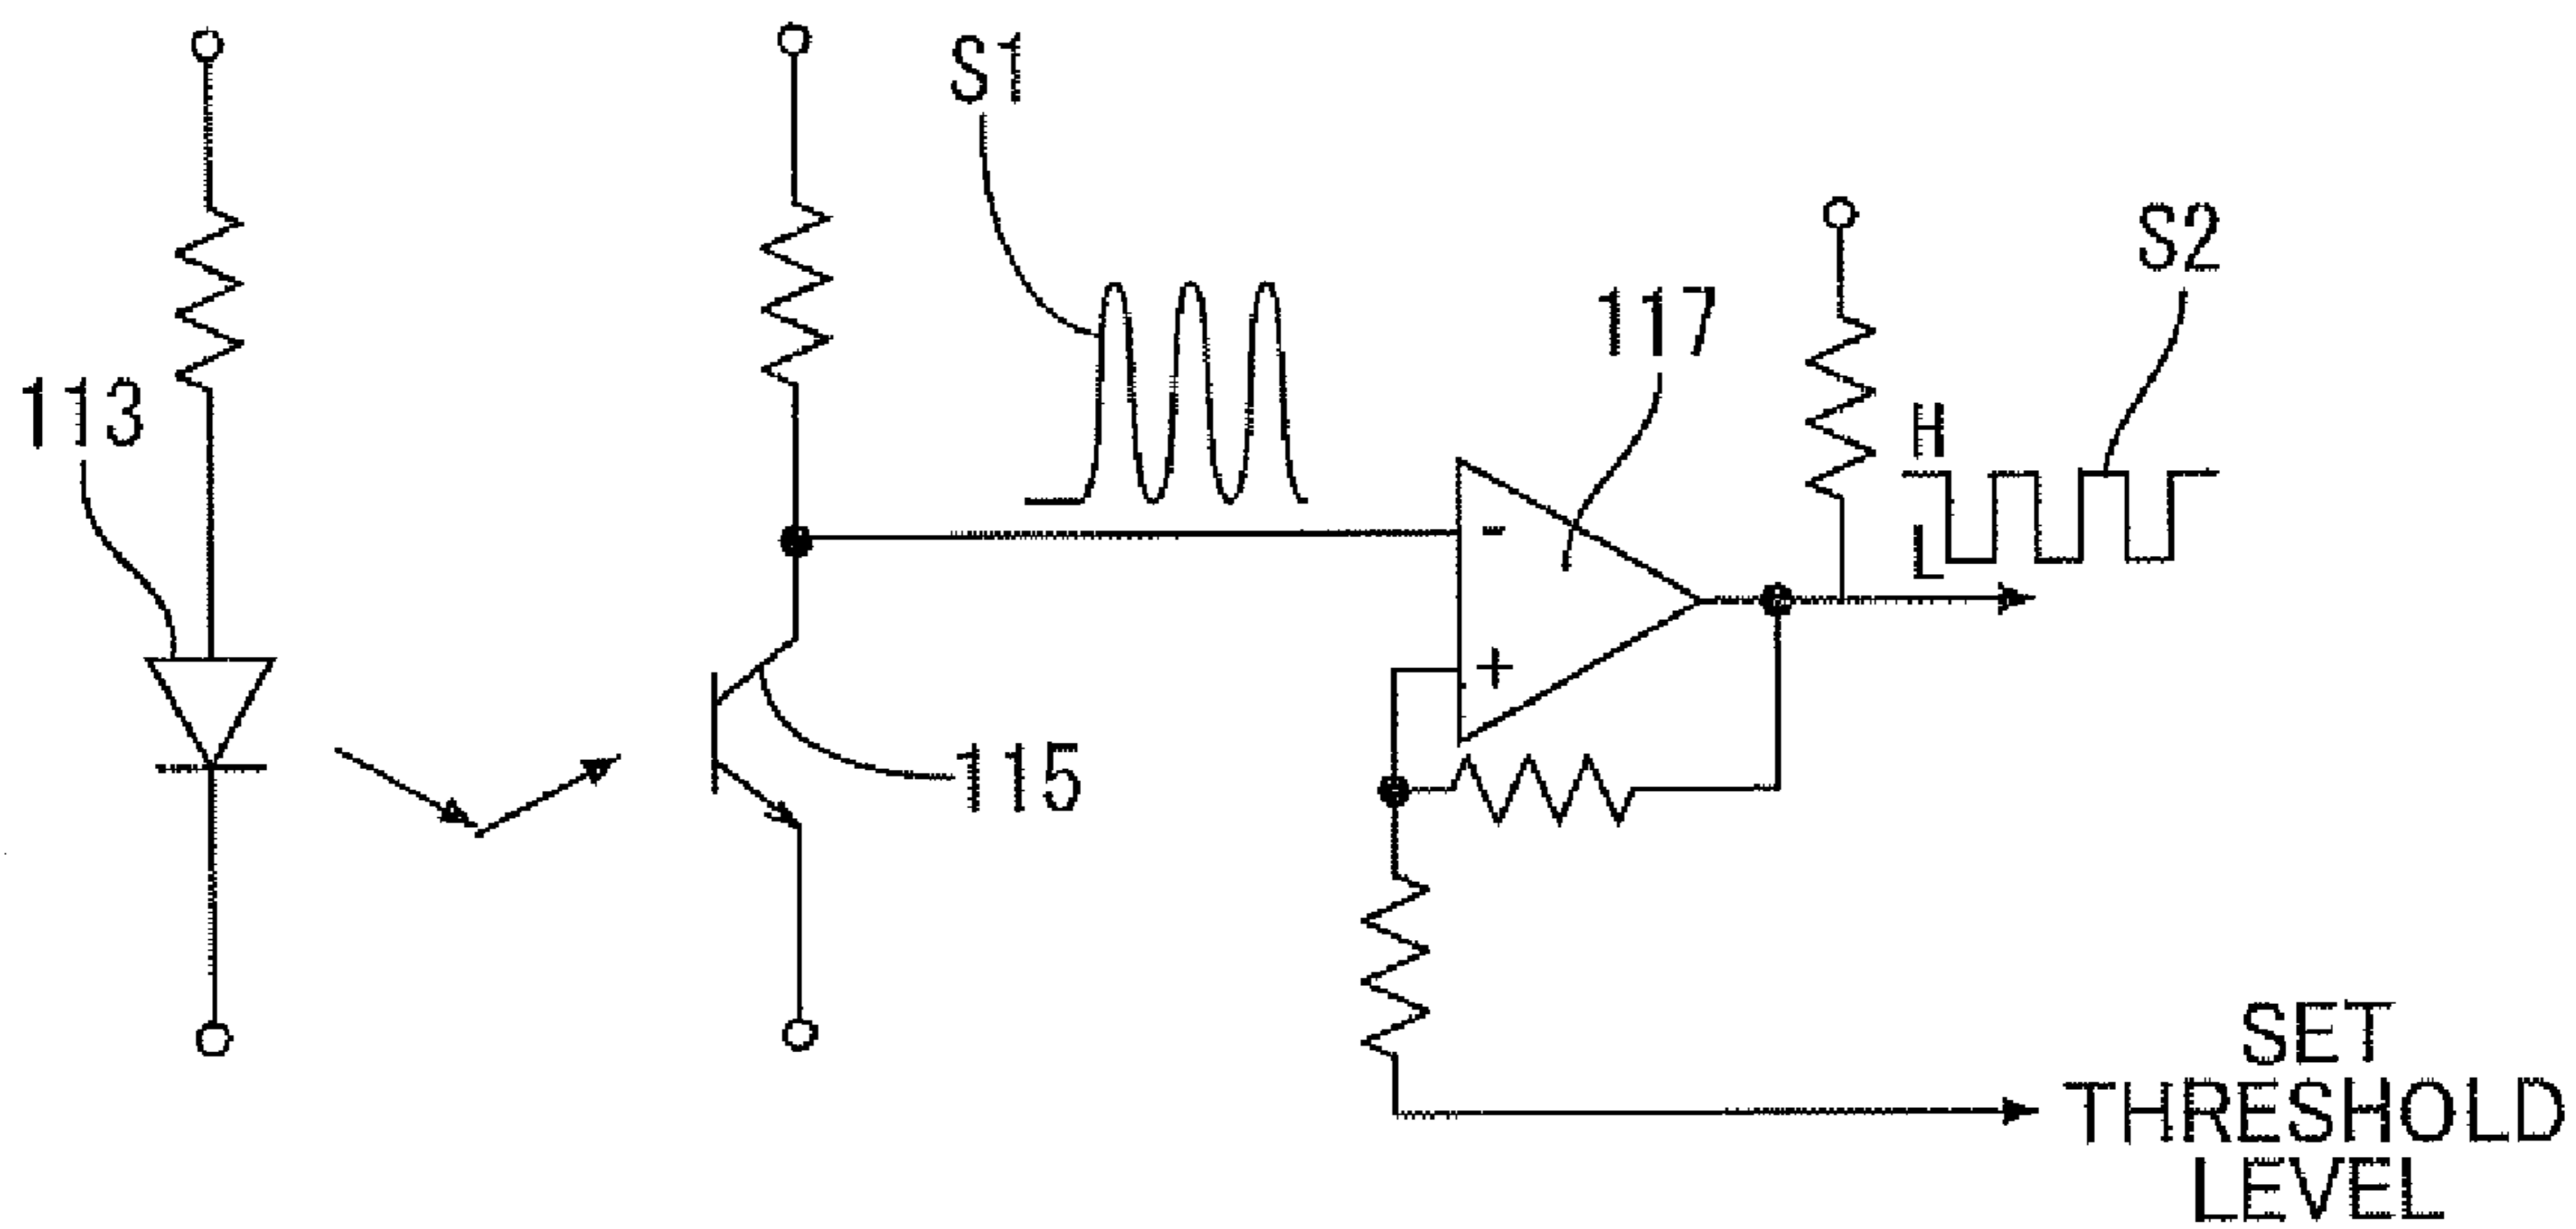 S1
S2
117
113
H
L
-
+
115
SET
THRESHOLD
LEVEL